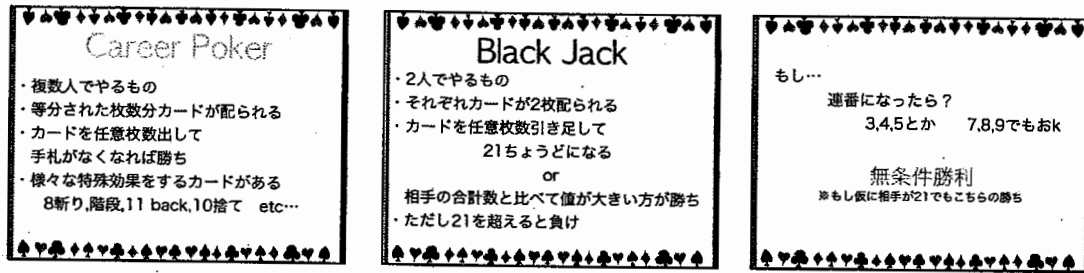 Career Poker
・複数人でやるもの
・等分された枚数分カードが配られる
・カードを任意枚数出して
手札がなくなれば勝ち
・様々な特殊効果をするカードがある
8斬り,階段,11 back,10捨て　etc…
Black Jack
・2人でやるもの
・それぞれカードが2枚配られる
・カードを任意枚数引き足して
21ちょうどになる
or
相手の合計数と比べて値が大きい方が勝ち
・ただし21を超えると負け
もし…
連番になったら？
3,4,5とか　7,8,9でもおk
無条件勝利
※もし仮に相手が21でもこちらの勝ち